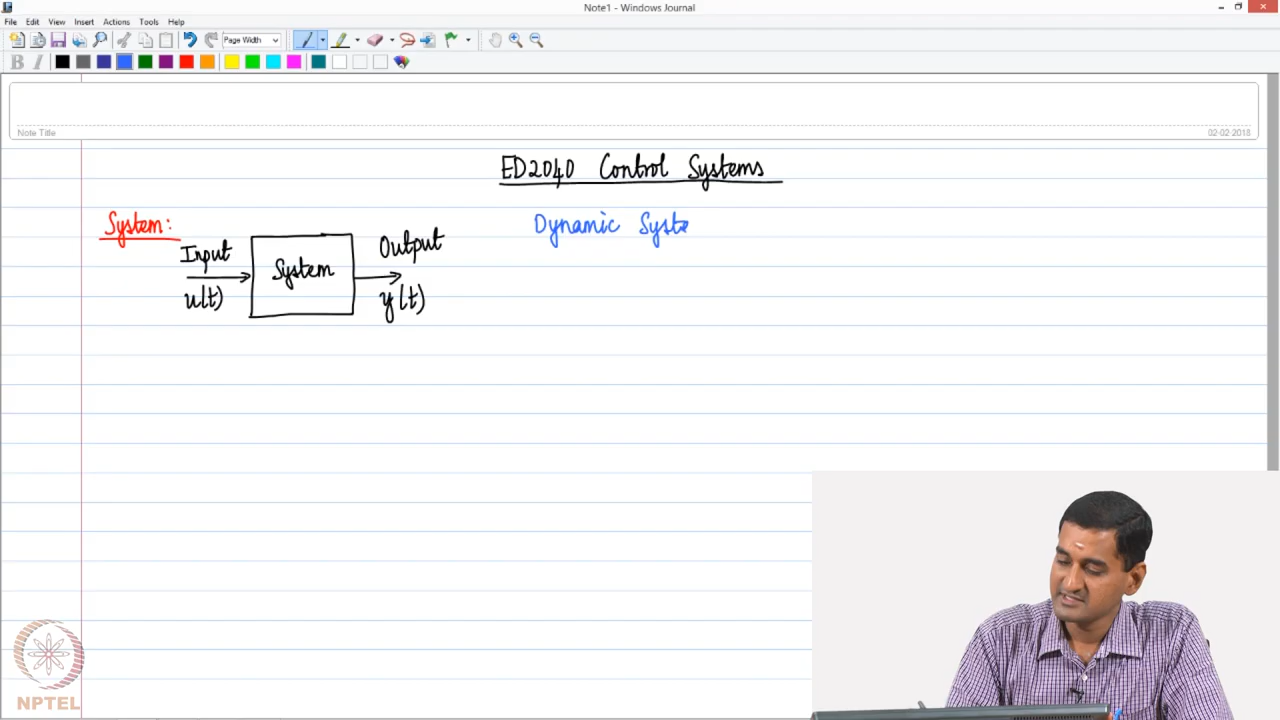 Note1 - Windows Journal
File Edit View Insert Actions Tools Help
Page Width
B I
Note Title
02-02-2018
ED2040 Control Systems
System:
Dynamic Syste
Input
System
Output
u(t)
y(t)
NPTEL